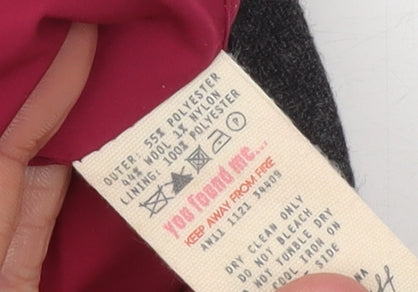 OUTER: 55% POLYESTER
44% WOOL 1% NYLON
LINING: 100% POLYESTER
P
you found me...
KEEP AWAY FROM FIRE
AN11 1121 34409
DRY CLEAN ONLY
DO NOT BLEACH
DO NOT TUMBLE DRY
COOL IRON ON
SIDE